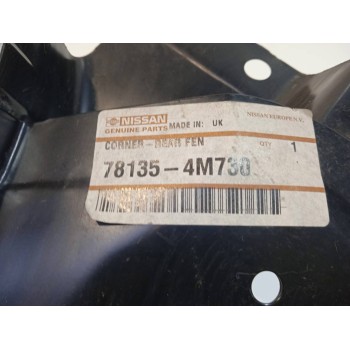 NISSAN
GENUINE PARTS MADE IN: UK
NISSAN EUROPE N.V.
CORNER-REAR FEN
QTY 1
78135-4M730